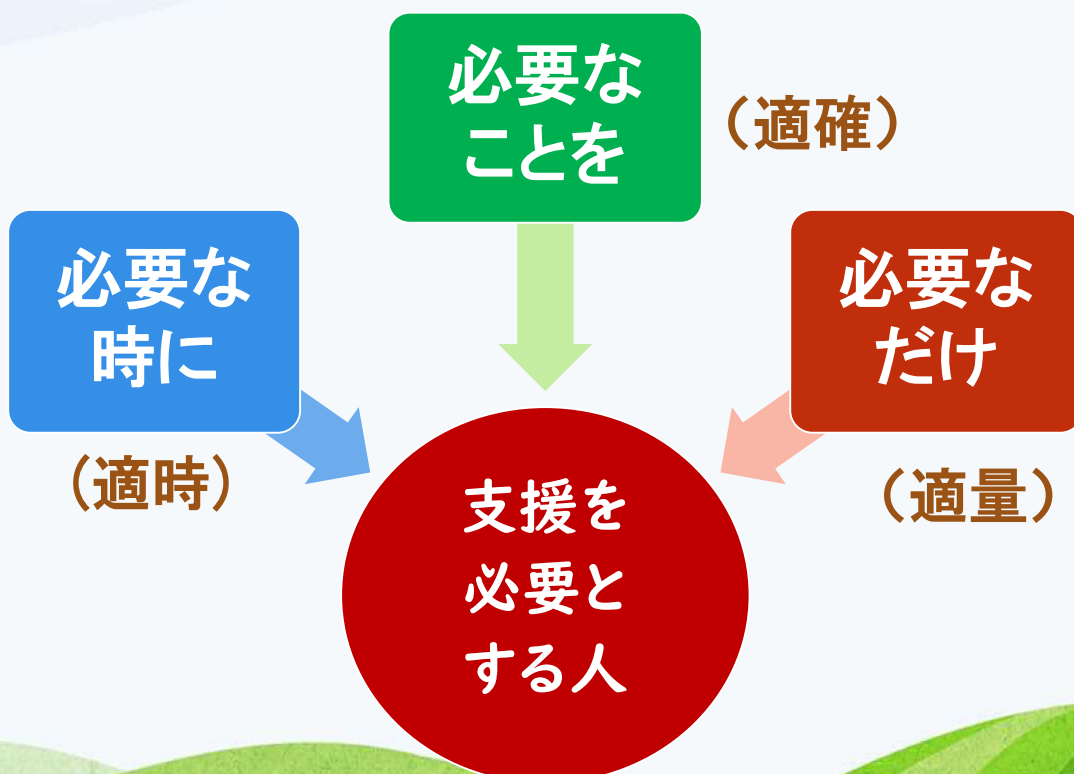 必要な
ことを
（適確）
必要な
時に
（適時）
必要な
だけ
（適量）
支援を
必要と
する人